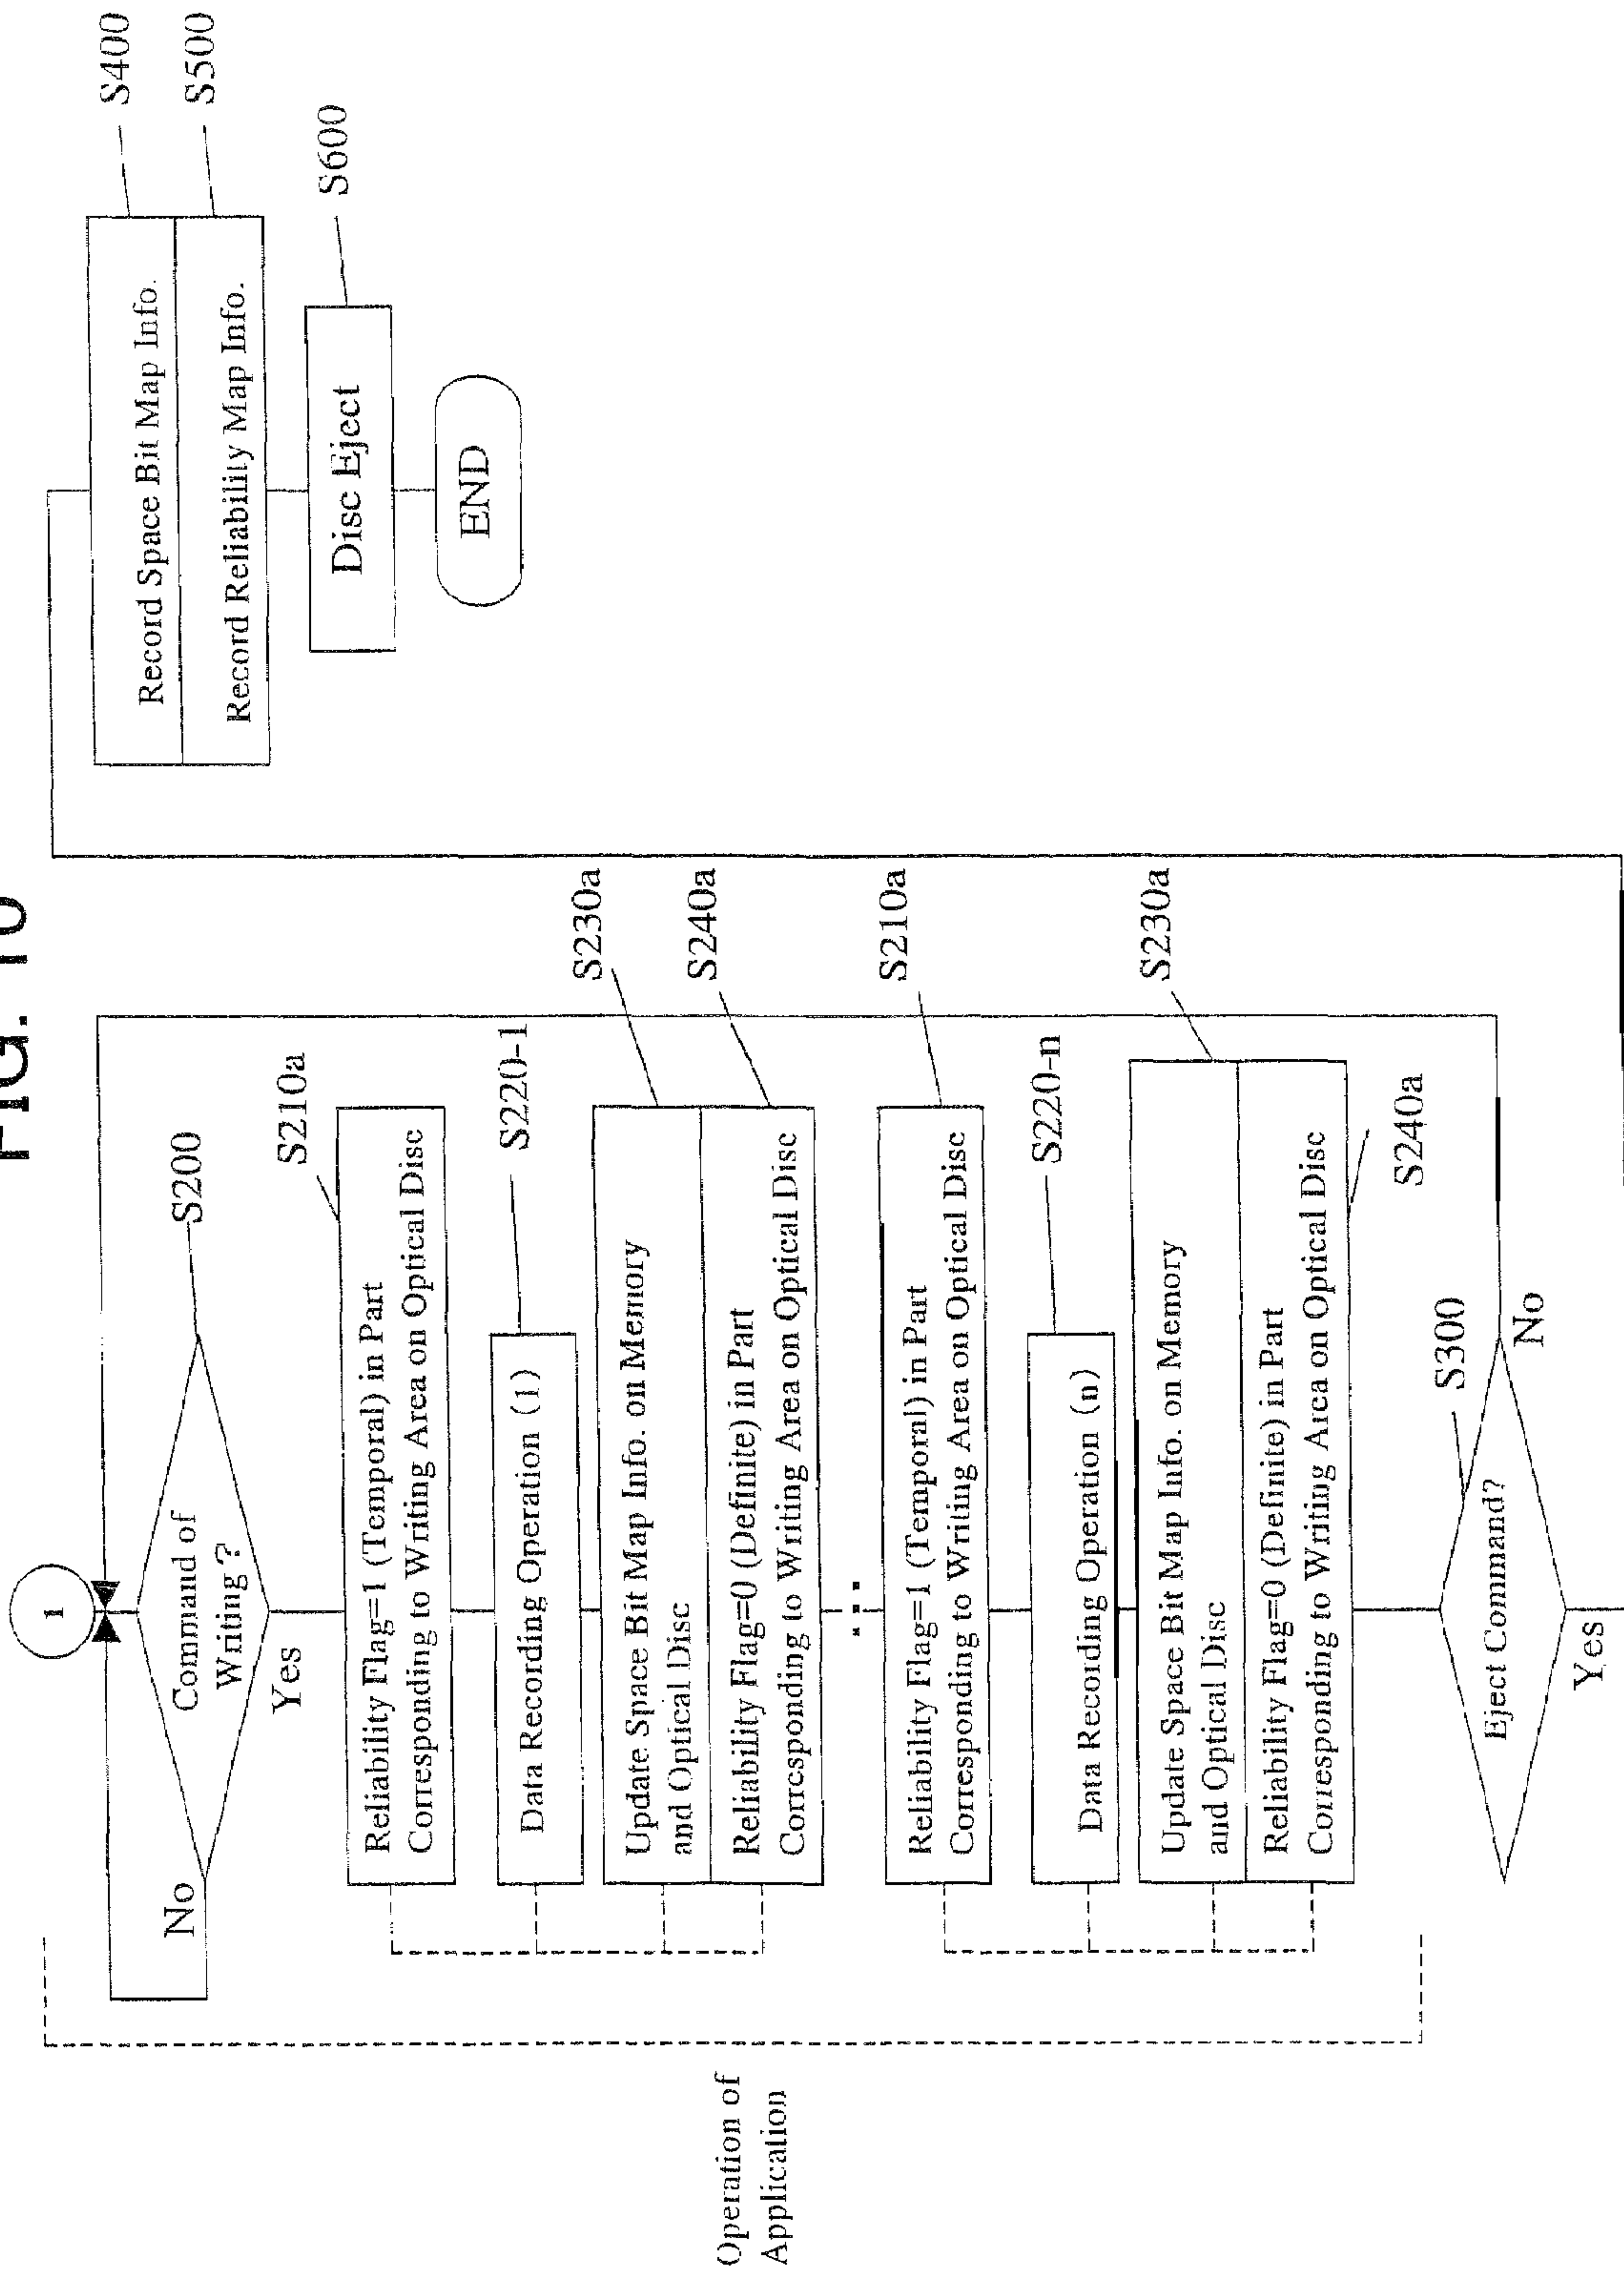 FIG. 10
1
Command of
Writing ?
S200
No
Yes
S210a
Reliability Flag=1 (Temporal) in Part
Corresponding to Writing Area on Optical Disc
S220-1
Data Recording Operation (1)
S230a
Update Space Bit Map Info. on Memory
and Optical Disc
S240a
Reliability Flag=0 (Definite) in Part
Corresponding to Writing Area on Optical Disc
S210a
Reliability Flag=1 (Temporal) in Part
Corresponding to Writing Area on Optical Disc
S220-n
Data Recording Operation (n)
S230a
Update Space Bit Map Info. on Memory
and Optical Disc
Reliability Flag=0 (Definite) in Part
Corresponding to Writing Area on Optical Disc
S240a
S300
Eject Command?
No
Yes
Operation of
Application
Record Space Bit Map Info.
S400
Record Reliability Map Info.
S500
Disc Eject
S600
END